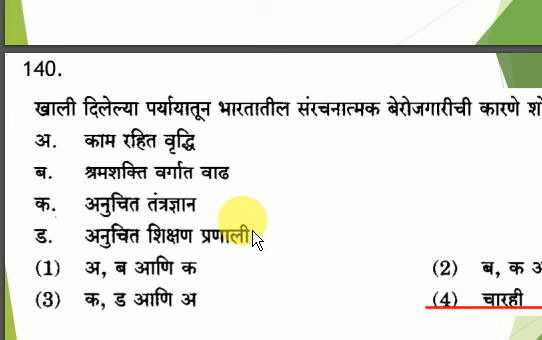 140.
खाली दिलेल्या पर्यायातून भारतातील संरचनात्मक बेरोजगारीची कारणे
अ. काम रहित वृद्धि
ब. श्रमशक्ति वर्गात वाढ
क. अनुचित तंत्रज्ञान
ड. अनुचित शिक्षण प्रणाली
(1) अ, ब आणि क (2) ब, क
(3) क, ड आणि अ (4) चारही